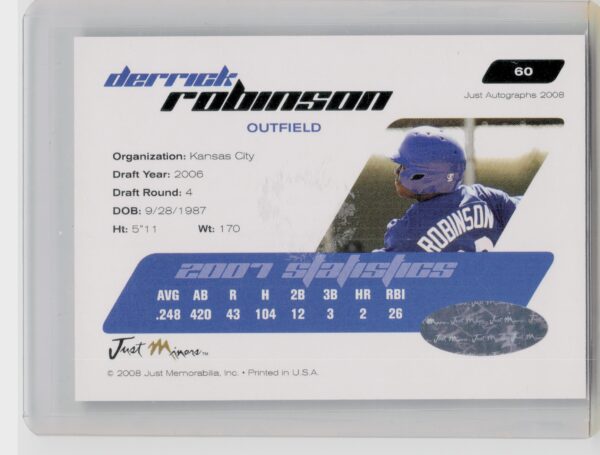 derrick
robinson
60
Just Autographs 2008
OUTFIELD
Organization: Kansas City
Draft Year: 2006
Draft Round: 4
DOB: 9/28/1987
Ht: 5"11 Wt: 170
ROBINSON
2007 statistics
AVG AB R H 2B 3B HR RBI
.248 420 43 104 12 3 2 26
Just Minors™
© 2008 Just Memorabilia, Inc. • Printed in U.S.A.